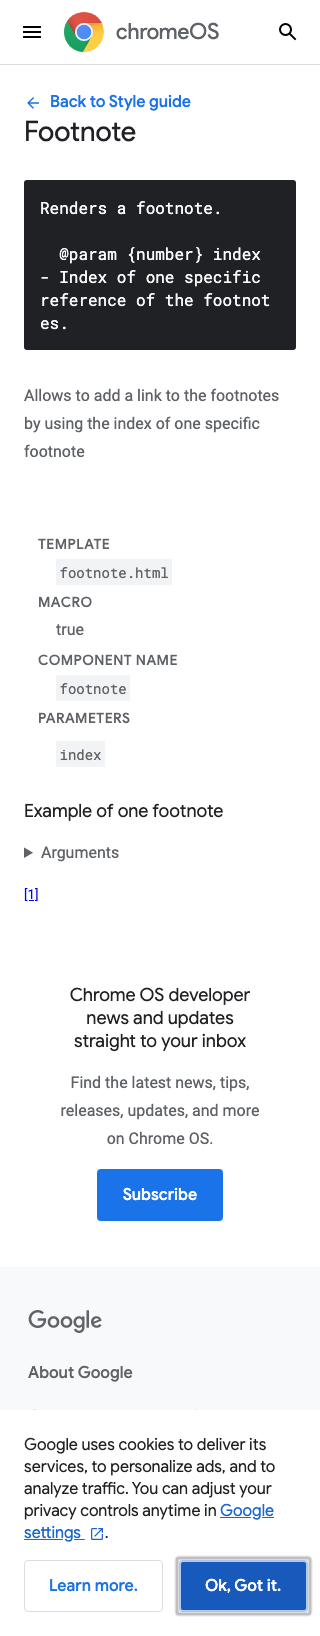 chromeOS
Back to Style guide
Footnote
Renders a footnote.
@param {number} index
- Index of one specific
reference of the footnot
es.
Allows to add a link to the footnotes
by using the index of one specific
footnote
TEMPLATE
footnote.html
MACRO
true
COMPONENT NAME
footnote
PARAMETERS
index
Example of one footnote
Arguments
[1]
Chrome OS developer
news and updates
straight to your inbox
Find the latest news, tips,
releases, updates, and more
on Chrome OS.
Subscribe
Google
About Google
Google uses cookies to deliver its
services, to personalize ads, and to
analyze traffic. You can adjust your
privacy controls anytime in Google
settings .
Learn more.
Ok, Got it.